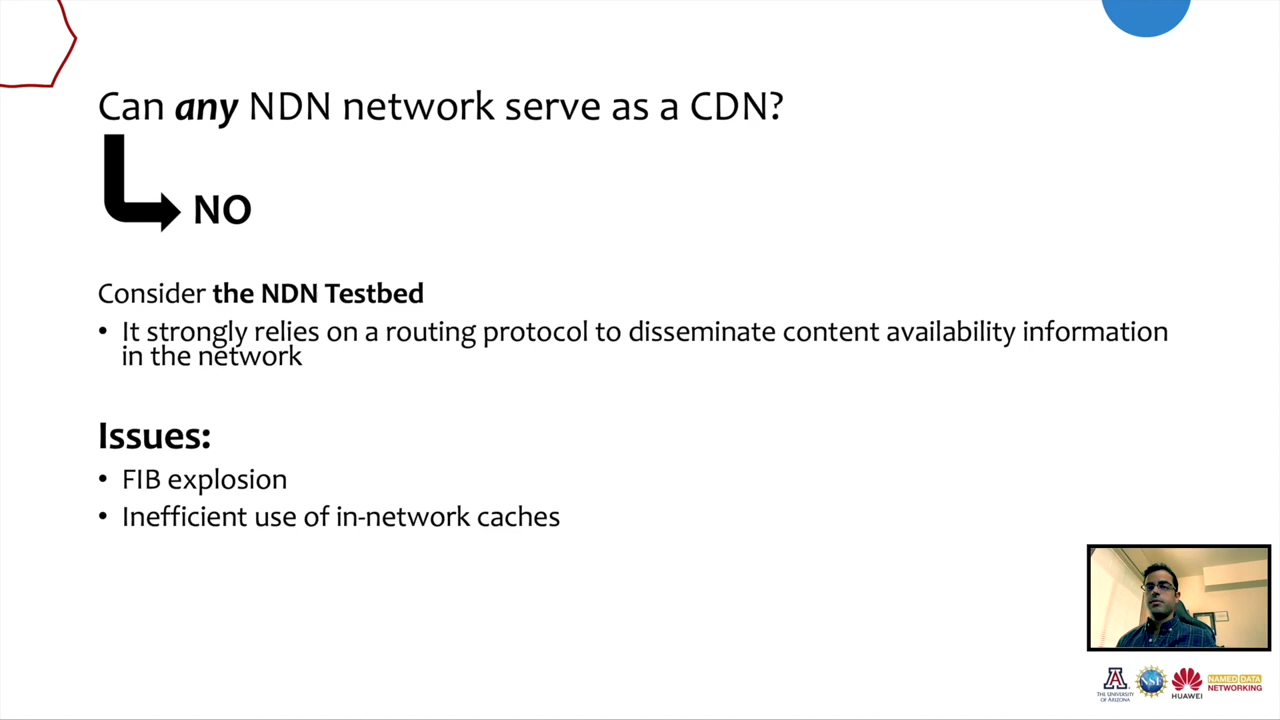 Can any NDN network serve as a CDN?
NO
Consider the NDN Testbed
• It strongly relies on a routing protocol to disseminate content availability information
in the network
Issues:
• FIB explosion
• Inefficient use of in-network caches
A
THE UNIVERSITY
OF ARIZONA
NSF
HUAWEI
NAMED DATA
NETWORKING